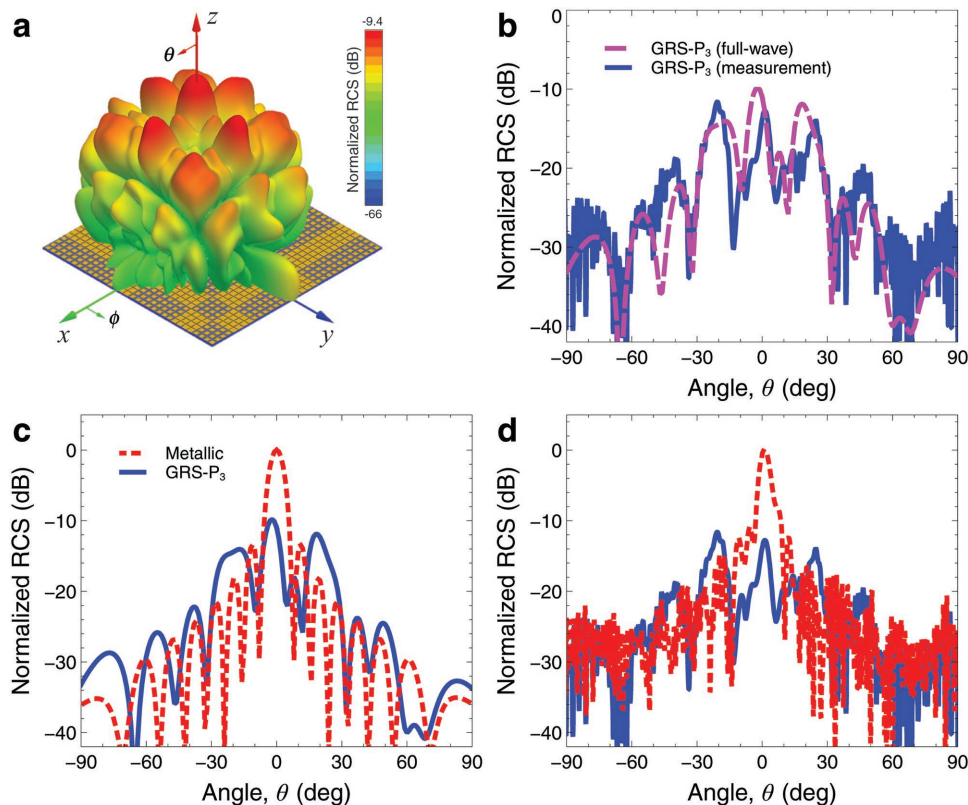 a
z
θ
-9.4
Normalized RCS (dB)
-66
x
ϕ
y
b
0
−10
−20
−30
−40
Normalized RCS (dB)
GRS-P₃ (full-wave)
GRS-P₃ (measurement)
−90 −60 −30 0 30 60 90
Angle, θ (deg)
c
0
−10
−20
−30
−40
Normalized RCS (dB)
Metallic
GRS-P₃
−90 −60 −30 0 30 60 90
Angle, θ (deg)
d
0
−10
−20
−30
−40
Normalized RCS (dB)
−90 −60 −30 0 30 60 90
Angle, θ (deg)